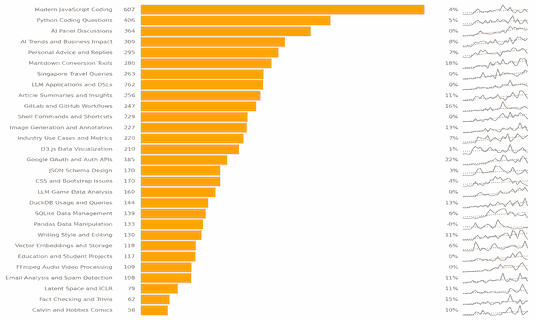 Modern JavaScript Coding 607 4%
Python Coding Questions 406 5%
AI Panel Discussions 364 0%
AI Trends and Business Impact 309 8%
Personal Advice and Replies 295 7%
Markdown Conversion Tools 280 18%
Singapore Travel Queries 263 0%
LLM Applications and DSLs 262 0%
Article Summaries and Insights 256 11%
GitLab and GitHub Workflows 247 16%
Shell Commands and Shortcuts 229 0%
Image Generation and Annotation 227 13%
Industry Use Cases and Metrics 220 7%
D3.js Data Visualization 210 1%
Google OAuth and Auth APIs 185 22%
JSON Schema Design 170 3%
CSS and Bootstrap Issues 170 4%
LLM Game Data Analysis 160 0%
DuckDB Usage and Queries 144 13%
SQLite Data Management 139 6%
Pandas Data Manipulation 133 -0%
Writing Style and Editing 130 11%
Vector Embeddings and Storage 118 6%
Education and Student Projects 117 0%
FFmpeg Audio Video Processing 109 0%
Email Analysis and Spam Detection 108 11%
Latent Space and ICLR 79 11%
Fact Checking and Trivia 62 15%
Calvin and Hobbes Comics 58 10%